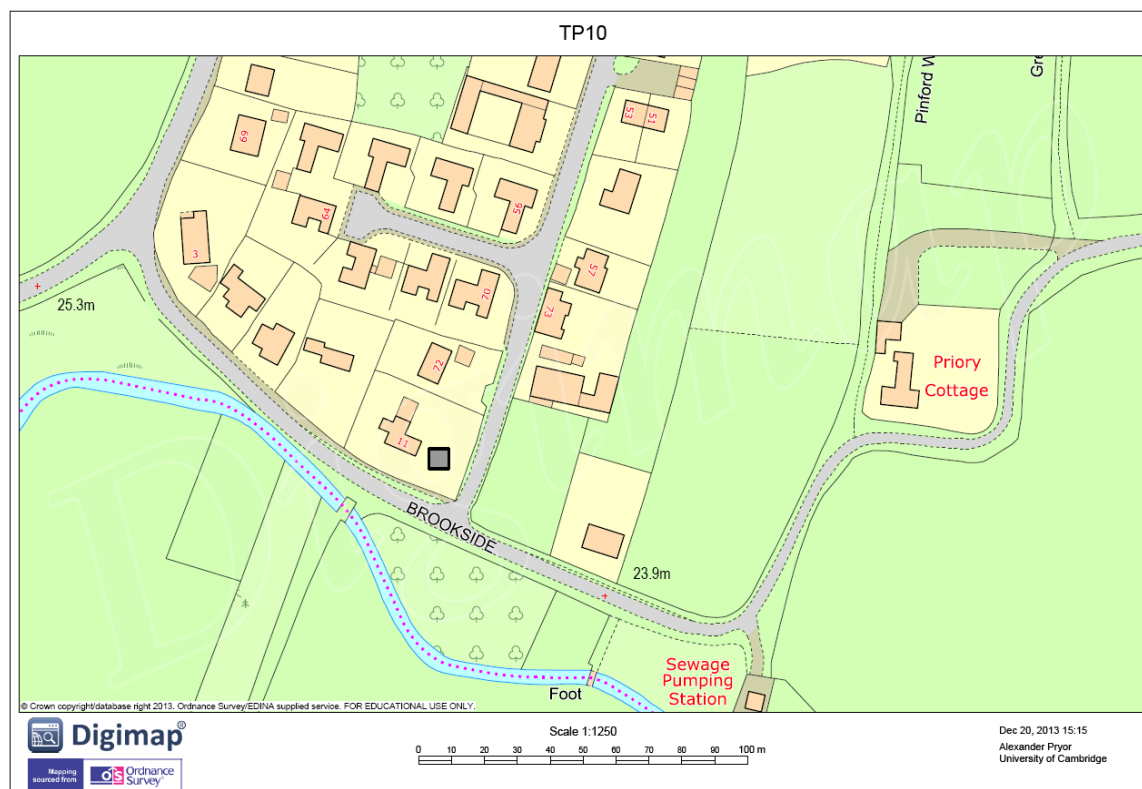 TP10
Pinford W
Gre
53
51
69
64
56
3
57
25.3m
70
73
72
Priory
Cottage
11
BROOKSIDE
23.9m
Sewage
Pumping
Station
Foot
© Crown copyright/database right 2013. Ordnance Survey/EDINA supplied service. FOR EDUCATIONAL USE ONLY.
Digimap®
Mapping
sourced from
OS Ordnance
Survey®
Scale 1:1250
0 10 20 30 40 50 60 70 80 90 100 m
Dec 20, 2013 15:15
Alexander Pryor
University of Cambridge